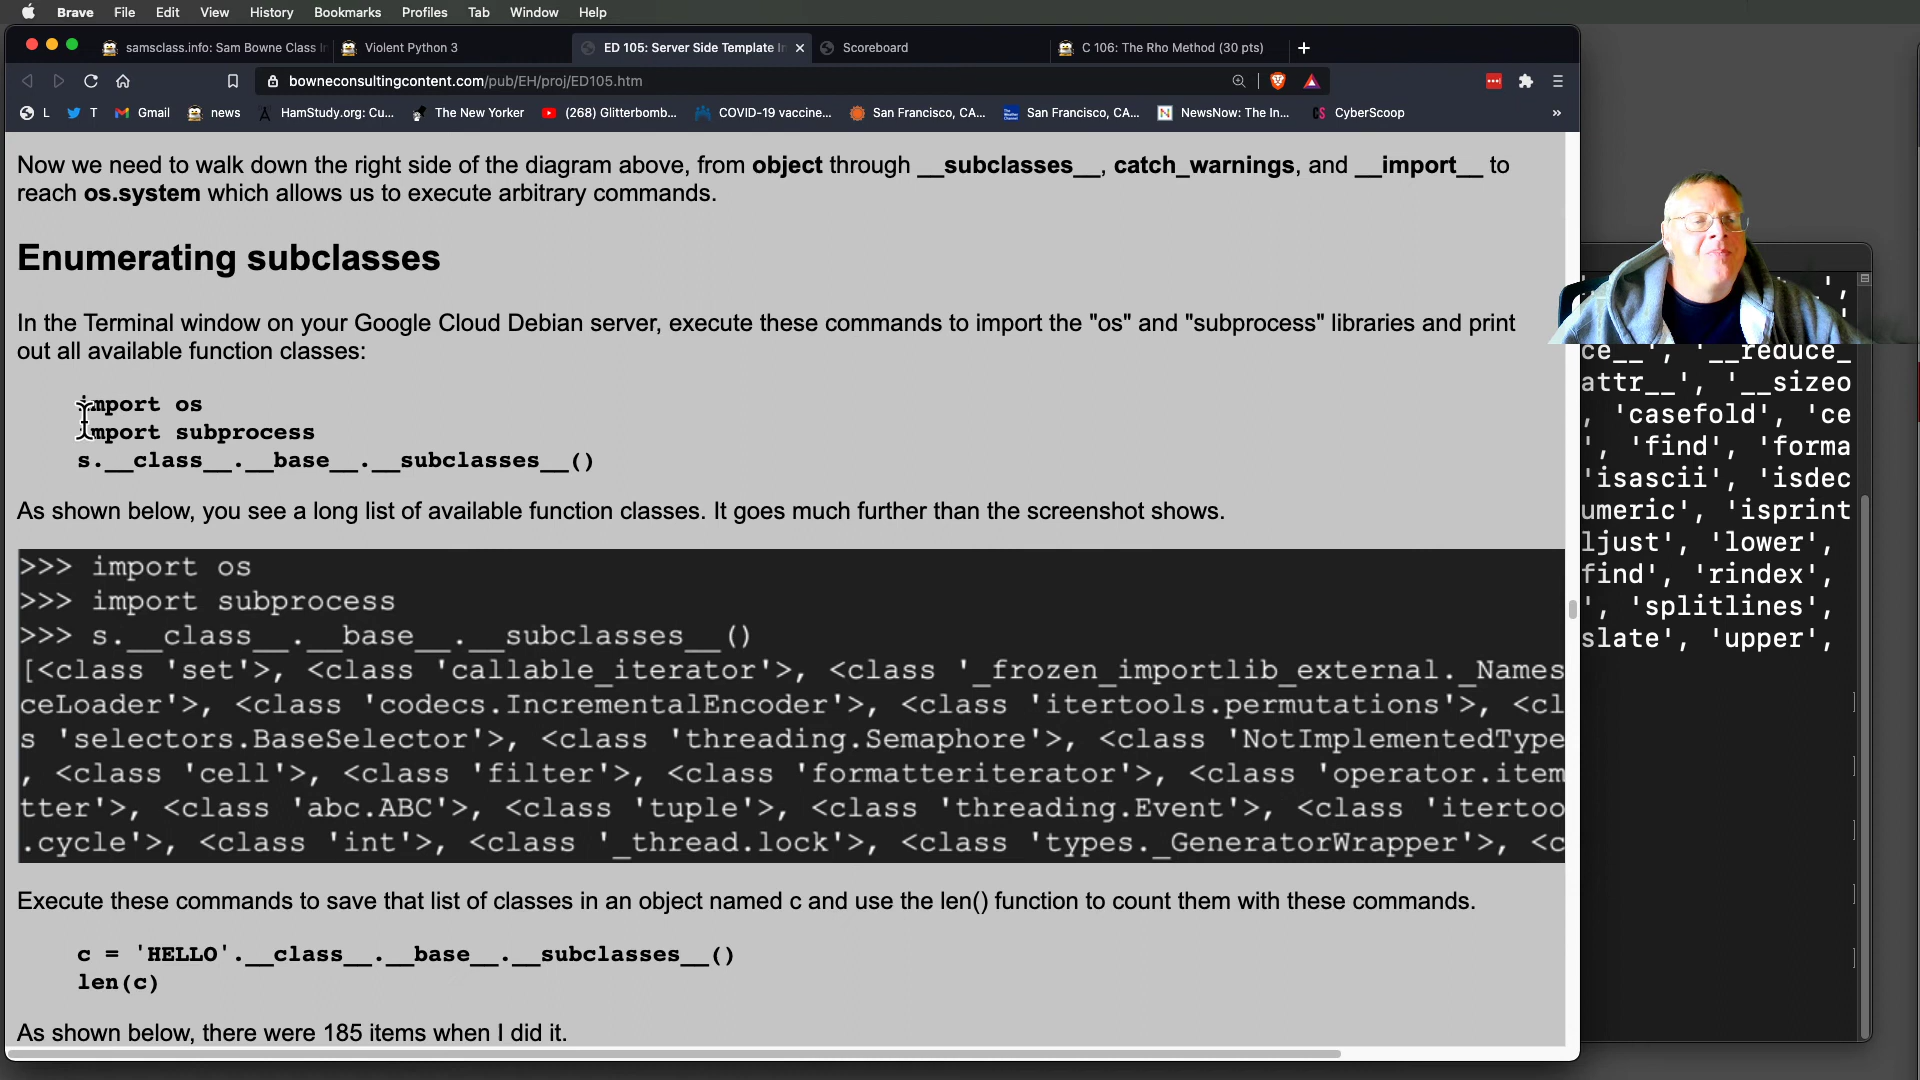 Brave File Edit View History Bookmarks Profiles Tab Window Help
samsclass.info: Sam Bowne Class I
Violent Python 3
ED 105: Server Side Template I
Scoreboard
C 106: The Rho Method (30 pts)
bowneconsultingcontent.com/pub/EH/proj/ED105.htm
L T Gmail news HamStudy.org: Cu... The New Yorker (268) Glitterbomb... COVID-19 vaccine... San Francisco, CA... San Francisco, CA... NewsNow: The In... CyberScoop »
Now we need to walk down the right side of the diagram above, from object through __subclasses__, catch_warnings, and __import__ to
reach os.system which allows us to execute arbitrary commands.
Enumerating subclasses
In the Terminal window on your Google Cloud Debian server, execute these commands to import the "os" and "subprocess" libraries and print
out all available function classes:
import os
import subprocess
s.__class__.__base__.__subclasses__()
As shown below, you see a long list of available function classes. It goes much further than the screenshot shows.
>>> import os
>>> import subprocess
>>> s.__class__.__base__.__subclasses__()
[<class 'set'>, <class 'callable_iterator'>, <class '_frozen_importlib_external._Names
ceLoader'>, <class 'codecs.IncrementalEncoder'>, <class 'itertools.permutations'>, <cl
s 'selectors.BaseSelector'>, <class 'threading.Semaphore'>, <class 'NotImplementedType
, <class 'cell'>, <class 'filter'>, <class 'formatteriterator'>, <class 'operator.item
tter'>, <class 'abc.ABC'>, <class 'tuple'>, <class 'threading.Event'>, <class 'itertoo
.cycle'>, <class 'int'>, <class '_thread.lock'>, <class 'types._GeneratorWrapper'>, <c
Execute these commands to save that list of classes in an object named c and use the len() function to count them with these commands.
c = 'HELLO'.__class__.__base__.__subclasses__()
len(c)
As shown below, there were 185 items when I did it.
ce__', '__reduce_
attr__', '__sizeo
, 'casefold', 'ce
', 'find', 'forma
'isascii', 'isdec
umeric', 'isprint
ljust', 'lower',
find', 'rindex',
', 'splitlines',
slate', 'upper',